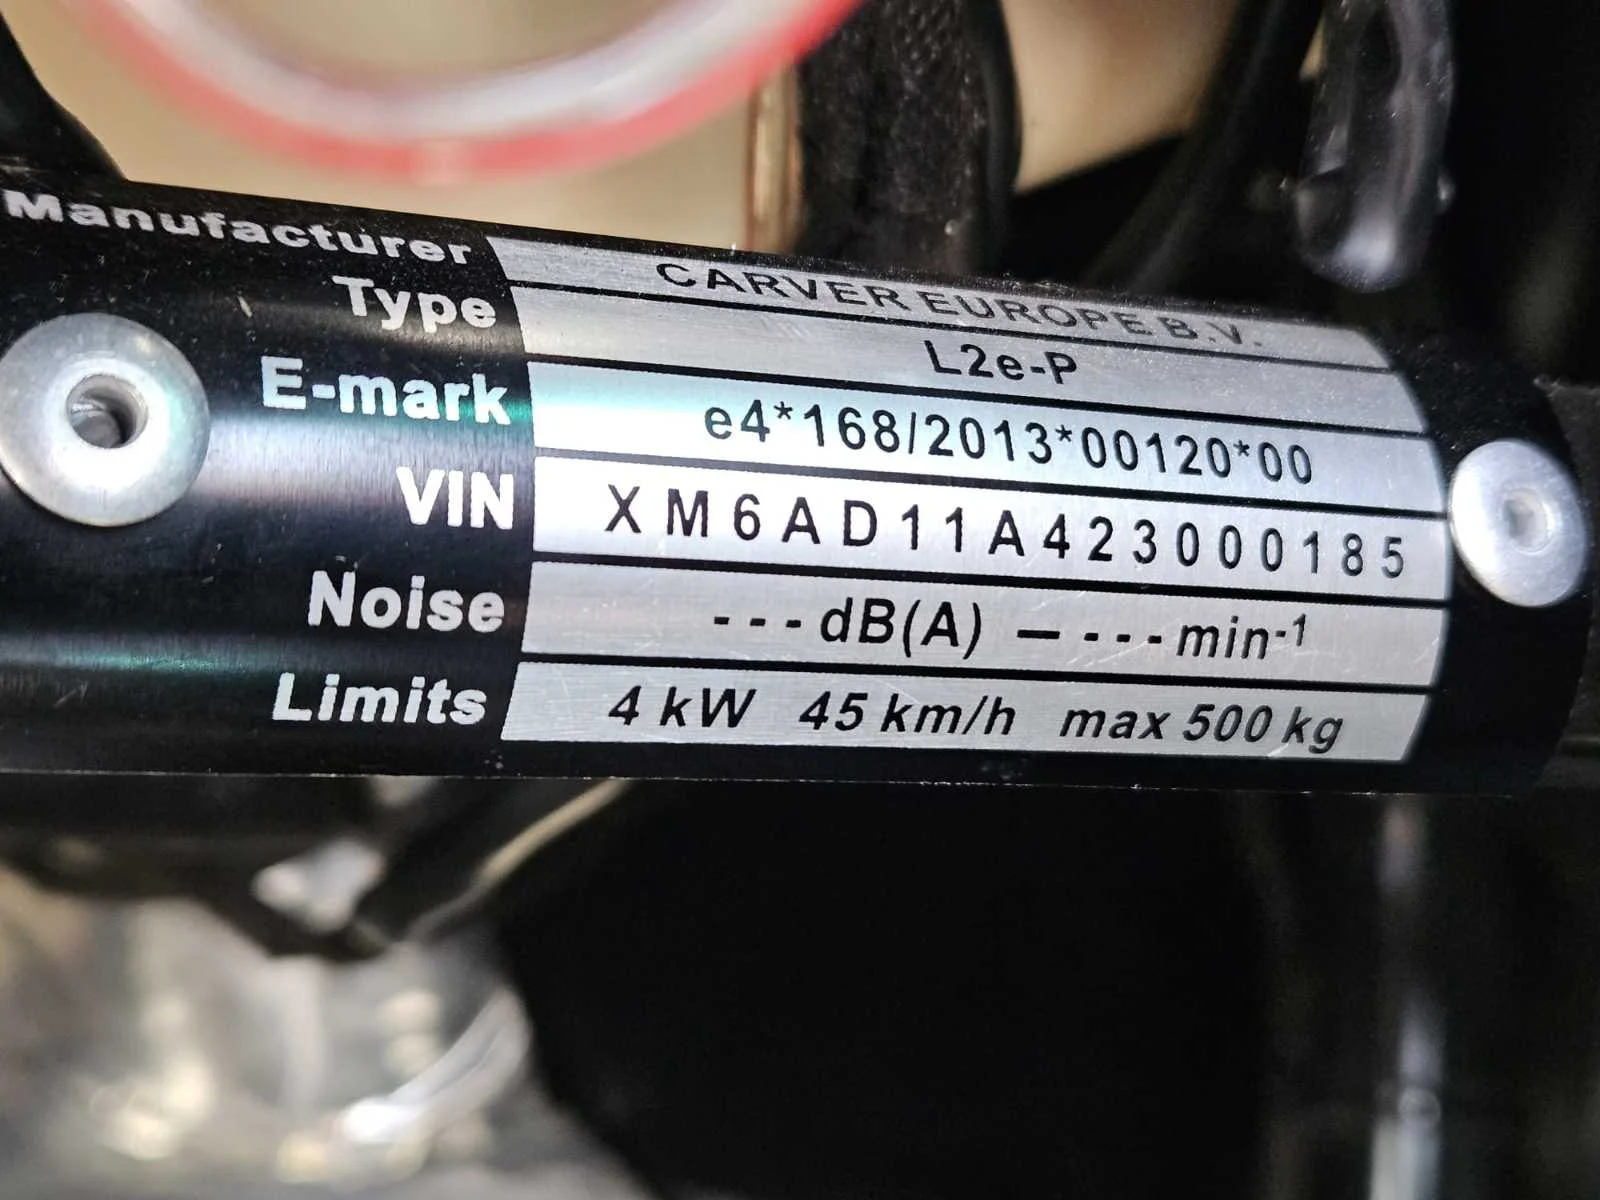 Manufacturer CARVER EUROPE B.V.
Type L2e-P
E-mark e4*168/2013*00120*00
VIN XM6AD11A423000185
Noise ---dB(A) – ---min-1
Limits 4 kW 45 km/h max 500 kg